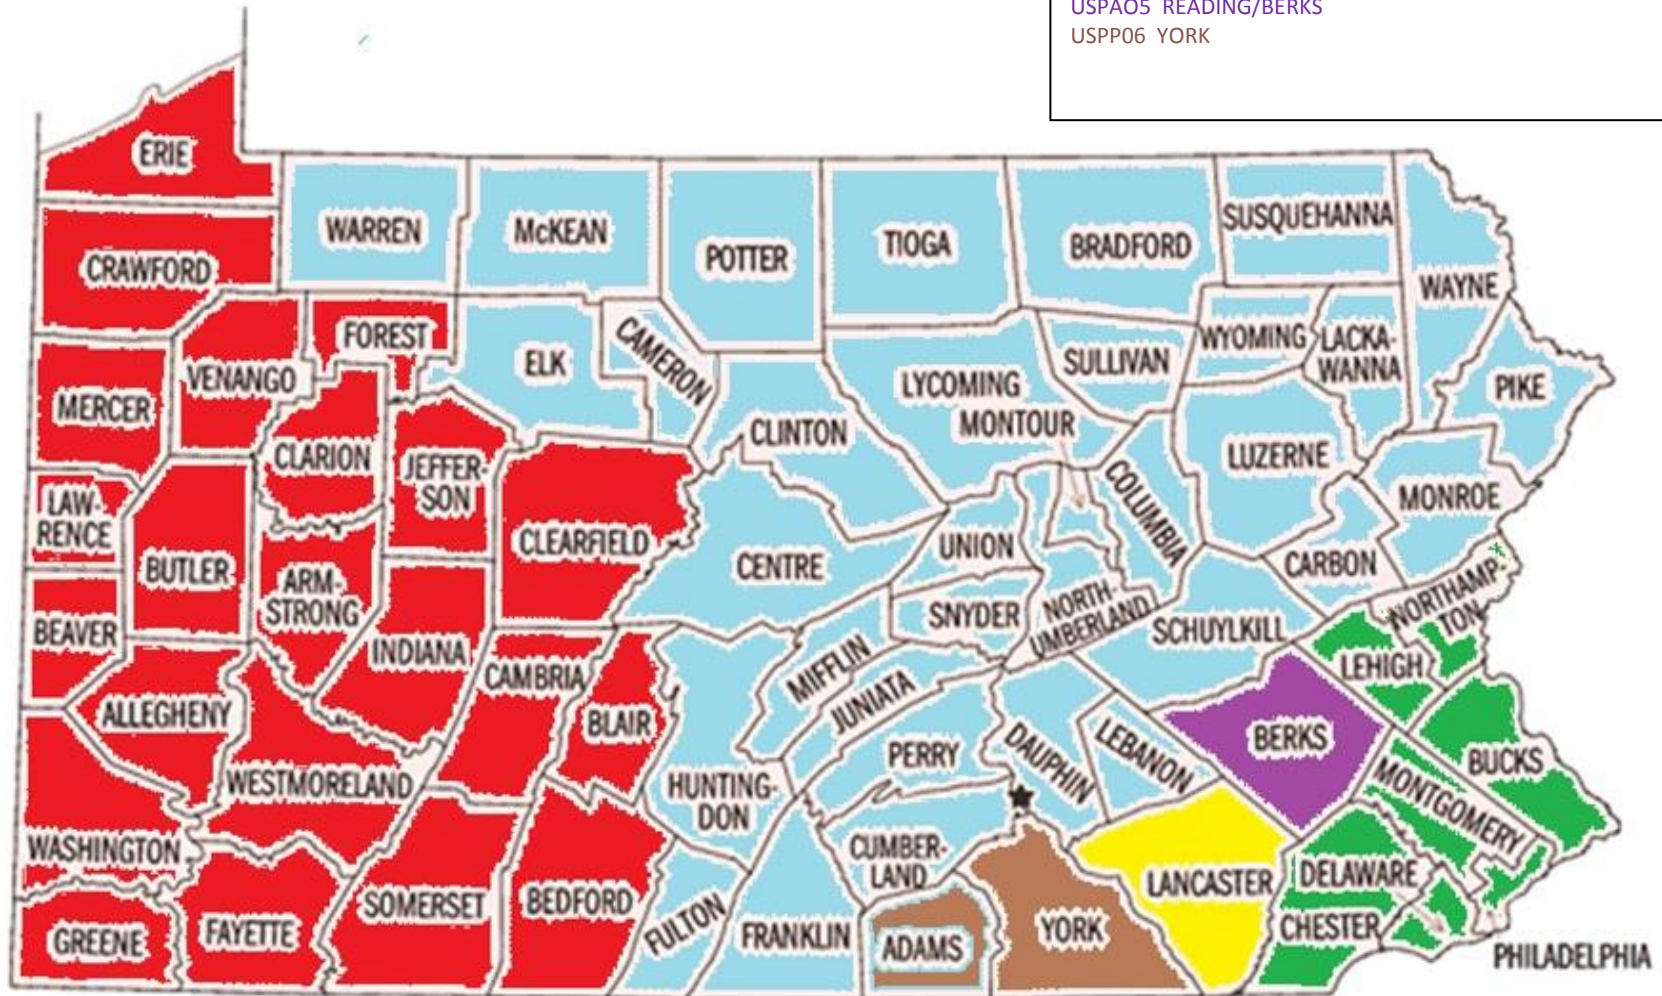 USPAO5 READING/BERKS
USPP06 YORK
ERIE
WARREN
McKEAN
POTTER
TIOGA
BRADFORD
SUSQUEHANNA
WAYNE
CRAWFORD
VENANGO
FOREST
ELK
CAMERON
LYCOMING
SULLIVAN
WYOMING
LACKA-
WANNA
PIKE
MERCER
CLARION
JEFFER-
SON
CLINTON
MONTOUR
COLUMBIA
LUZERNE
MONROE
LAW-
RENCE
BUTLER
ARM-
STRONG
CLEARFIELD
CENTRE
UNION
SNYDER
NORTH-
UMBERLAND
CARBON
NORTHAMP-
TON
BEAVER
INDIANA
CAMBRIA
BLAIR
MIFFLIN
JUNIATA
SCHUYLKILL
LEHIGH
ALLEGHENY
WESTMORELAND
HUNTING-
DON
PERRY
DAUPHIN
LEBANON
BERKS
MONTGOMERY
BUCKS
WASHINGTON
GREENE
FAYETTE
SOMERSET
BEDFORD
FULTON
FRANKLIN
CUMBER-
LAND
ADAMS
YORK
LANCASTER
DELAWARE
CHESTER
PHILADELPHIA